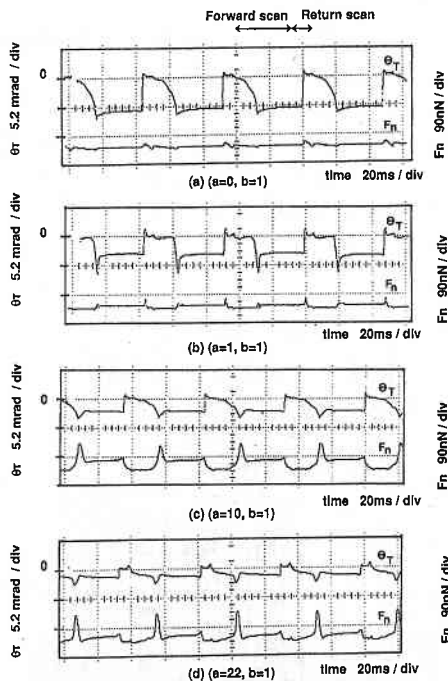 Forward scan Return scan
θT 5.2 mrad / div
0
θT
Fn
Fn 90nN / div
(a) (a=0, b=1)
time 20ms / div
θT 5.2 mrad / div
0
θT
Fn
Fn 90nN / div
(b) (a=1, b=1)
time 20ms / div
θT 5.2 mrad / div
0
θT
Fn
Fn 90nN / div
(c) (a=10, b=1)
time 20ms / div
θT 5.2 mrad / div
0
θT
Fn
Fn 90nN / div
(d) (a=22, b=1)
time 20ms / div